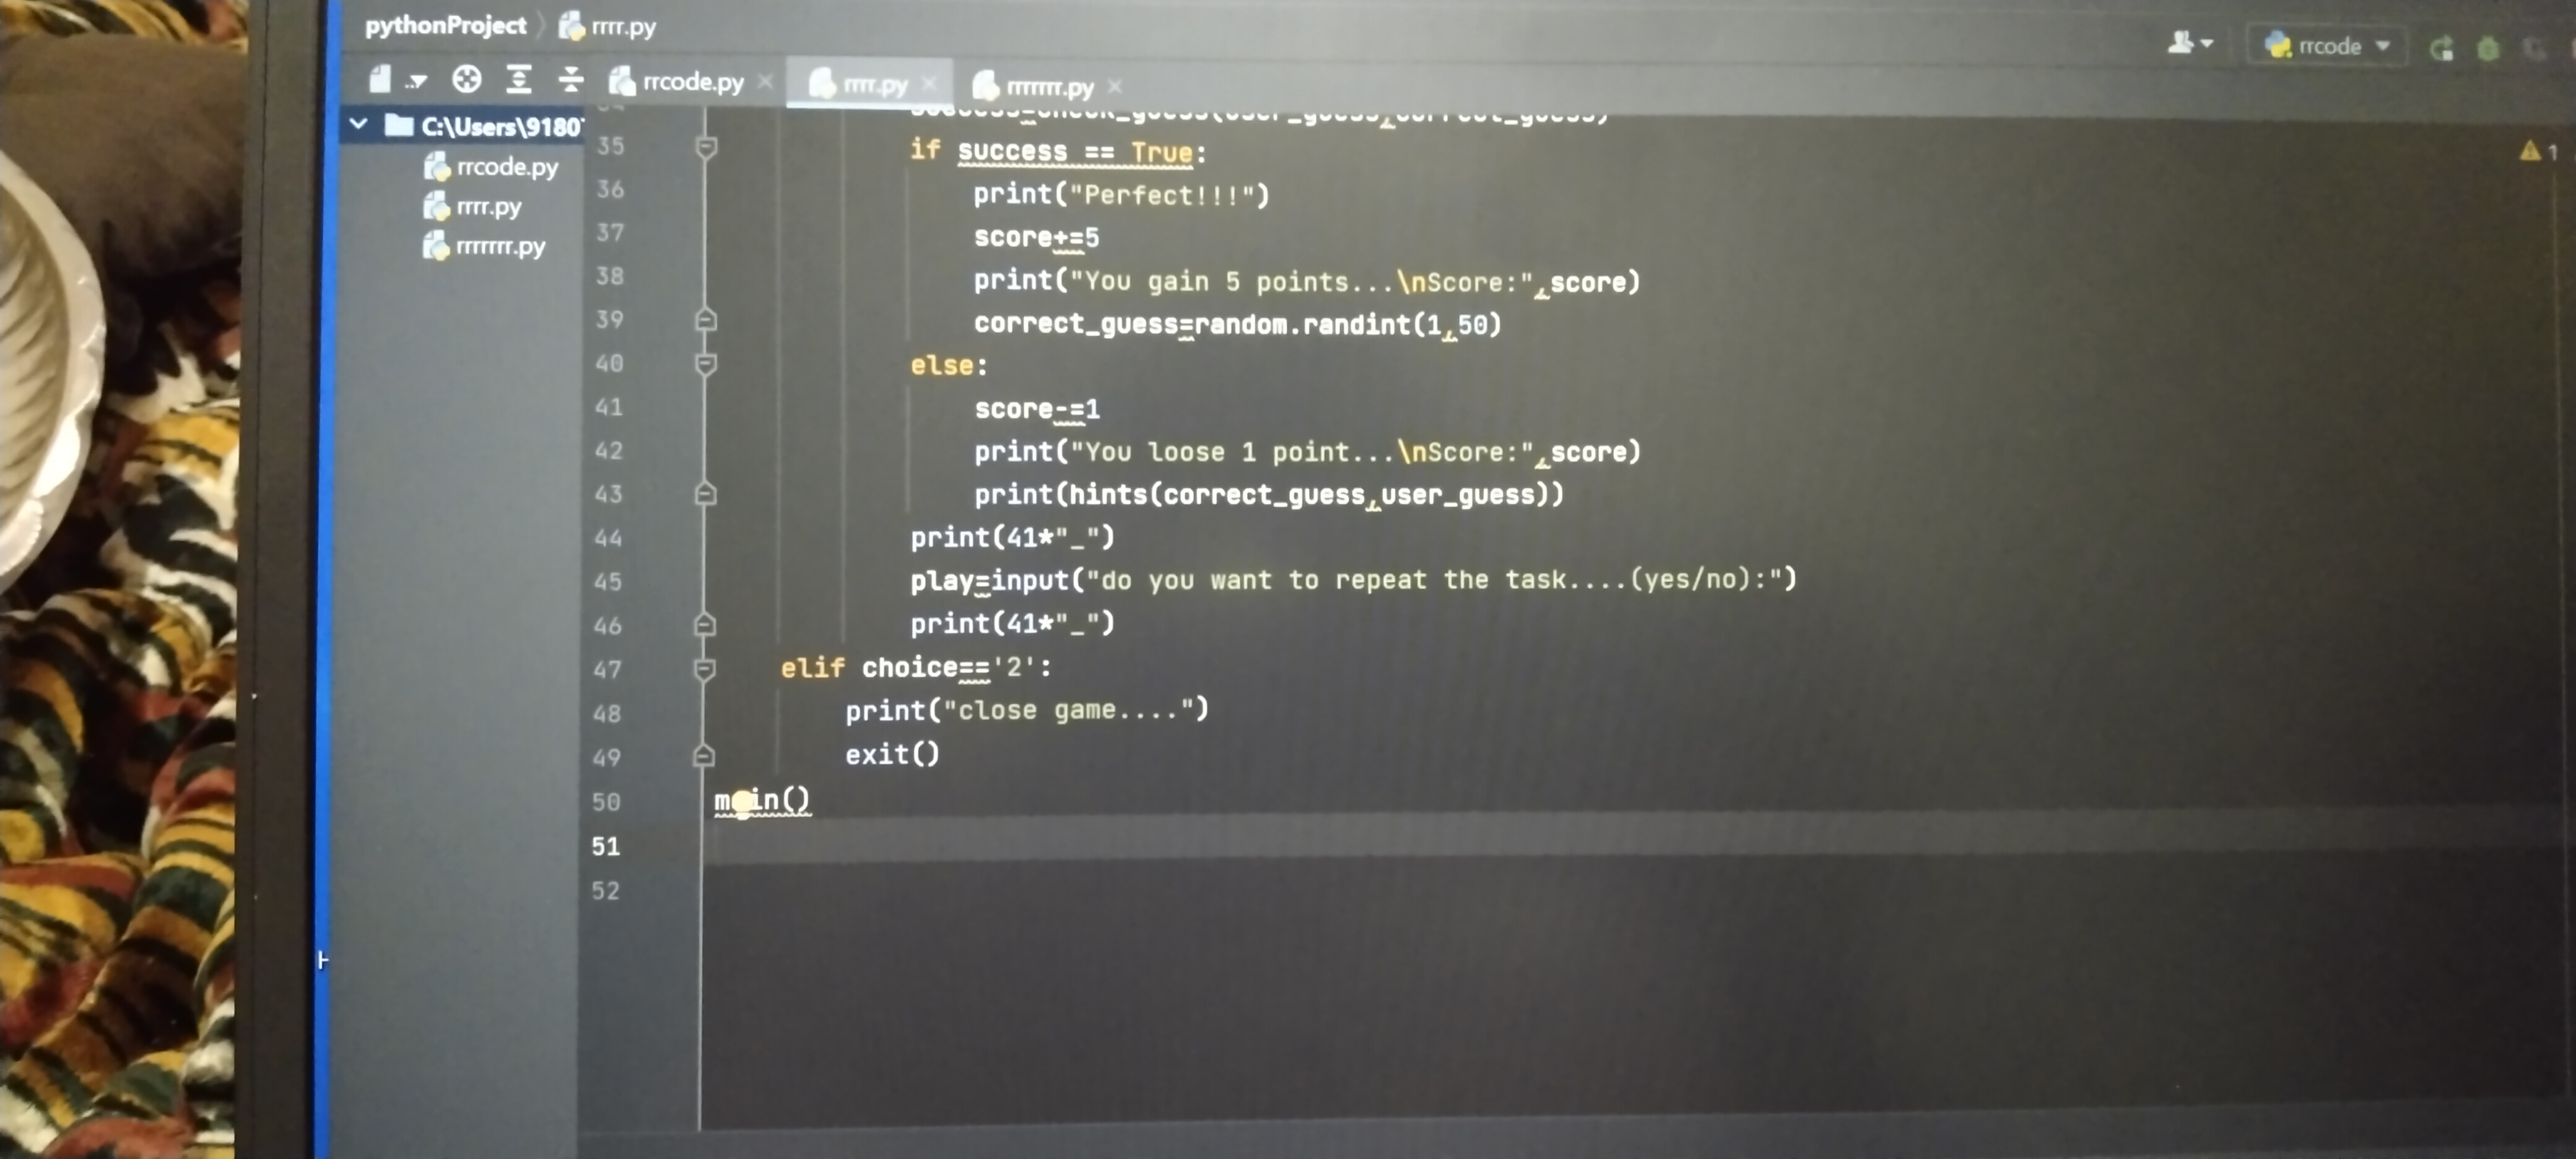 pythonProject rrrr.py
rrcode
rrcode.py rrrr.py rrrrrrr.py
C:\Users\9180
rrcode.py
rrrr.py
rrrrrrr.py
35 if success == True:
36 print("Perfect!!!")
37 score+=5
38 print("You gain 5 points...\nScore:",score)
39 correct_guess=random.randint(1,50)
40 else:
41 score-=1
42 print("You loose 1 point...\nScore:",score)
43 print(hints(correct_guess,user_guess))
44 print(41*"_")
45 play=input("do you want to repeat the task....(yes/no):")
46 print(41*"_")
47 elif choice=='2':
48 print("close game....")
49 exit()
50 main()
51
52
1